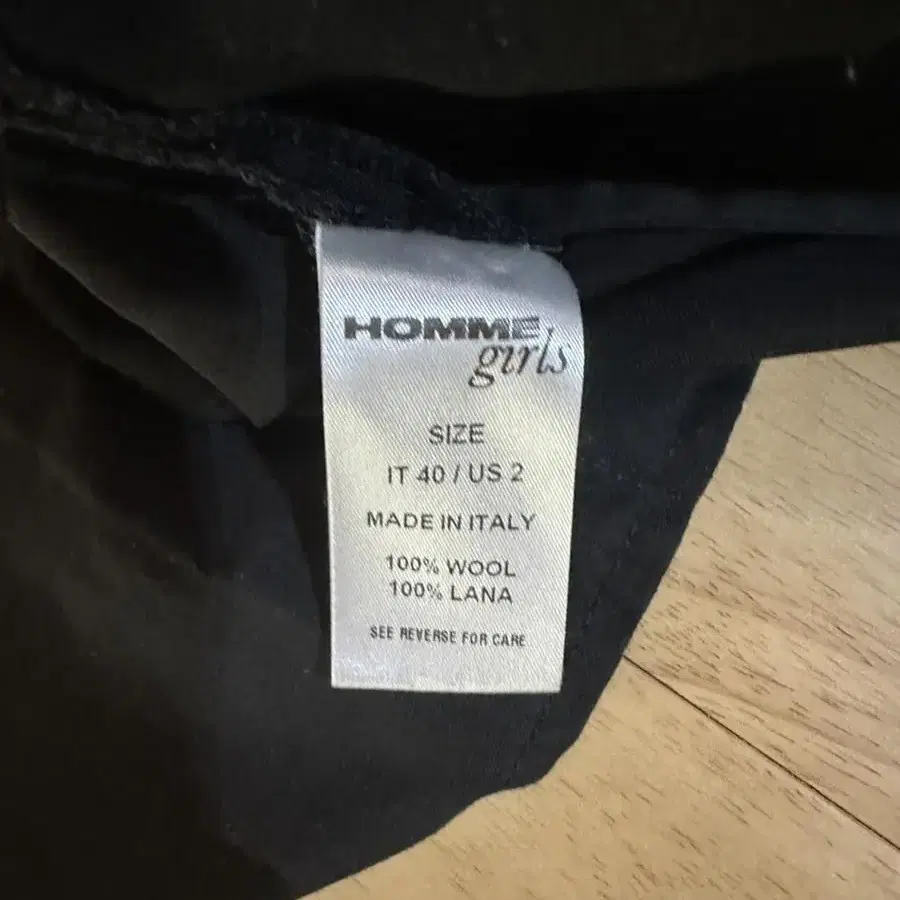 HOMME
girls
SIZE
IT 40 / US 2
MADE IN ITALY
100% WOOL
100% LANA
SEE REVERSE FOR CARE